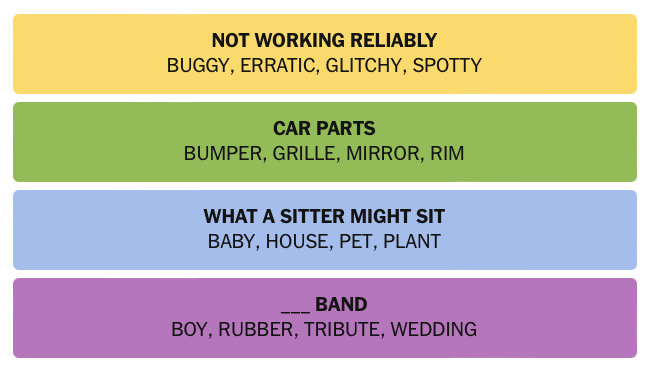 NOT WORKING RELIABLY
BUGGY, ERRATIC, GLITCHY, SPOTTY
CAR PARTS
BUMPER, GRILLE, MIRROR, RIM
WHAT A SITTER MIGHT SIT
BABY, HOUSE, PET, PLANT
___ BAND
BOY, RUBBER, TRIBUTE, WEDDING